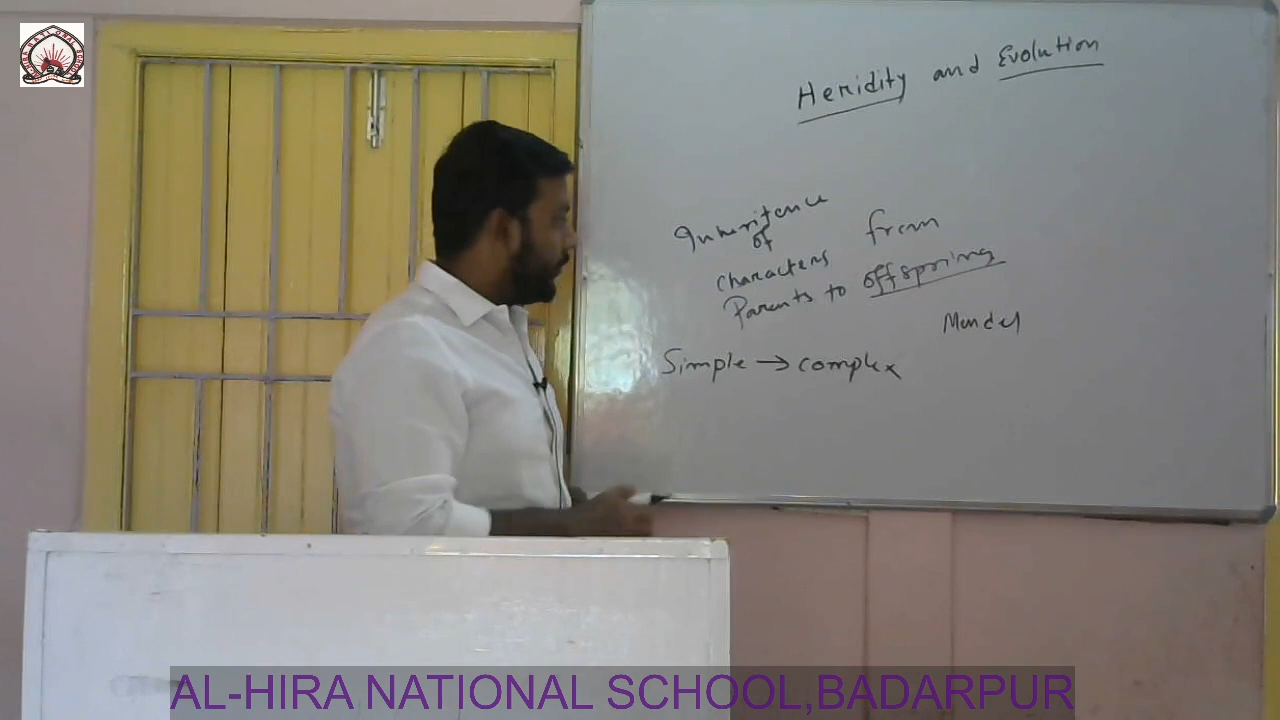 Heridity and Evolution
Inheritence
of
characters from
Parents to offspring
Mendel
Simple → complex
AL-HIRA NATIONAL SCHOOL,BADARPUR